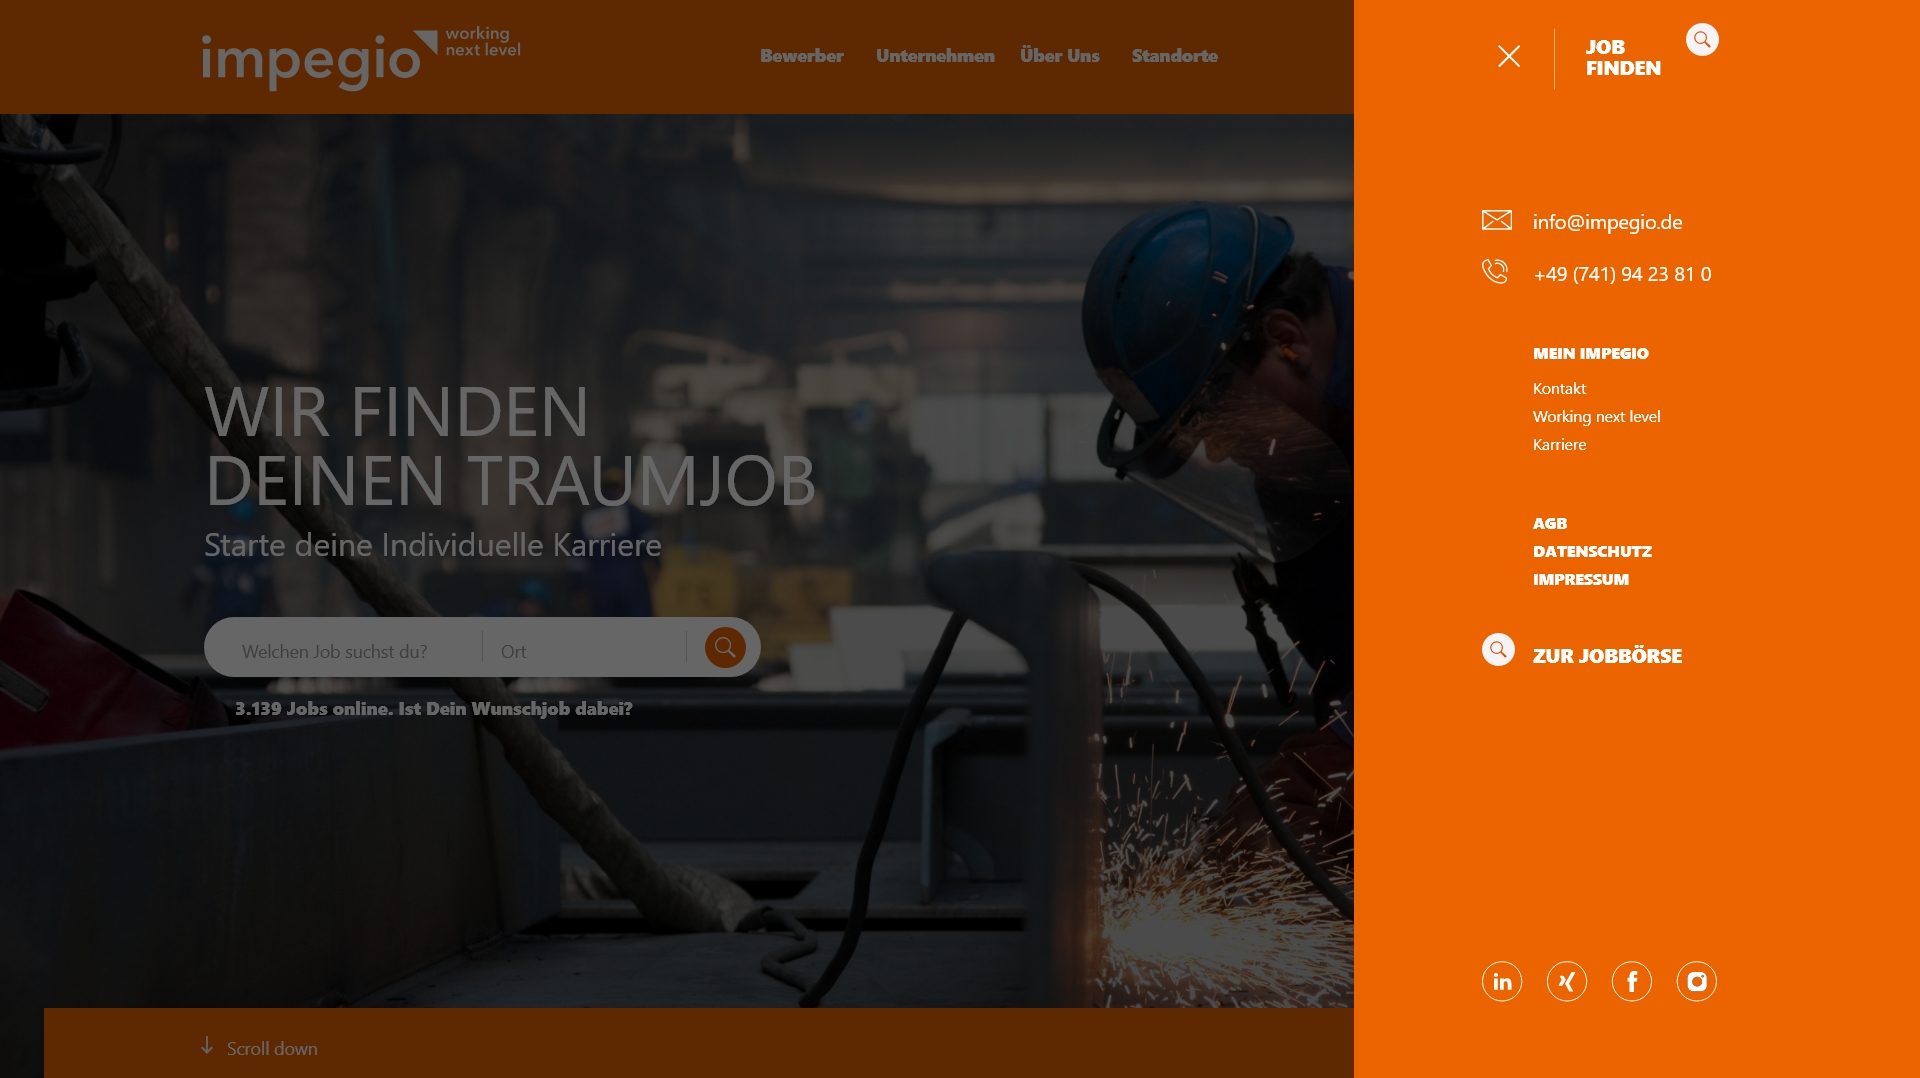 impegio
working
next level
Bewerber
Unternehmen
Über Uns
Standorte
JOB
FINDEN
info@impegio.de
+49 (741) 94 23 81 0
MEIN IMPEGIO
Kontakt
Working next level
Karriere
AGB
DATENSCHUTZ
IMPRESSUM
ZUR JOBBÖRSE
WIR FINDEN
DEINEN TRAUMJOB
Starte deine Individuelle Karriere
Welchen Job suchst du?
Ort
3.139 Jobs online. Ist Dein Wunschjob dabei?
Scroll down